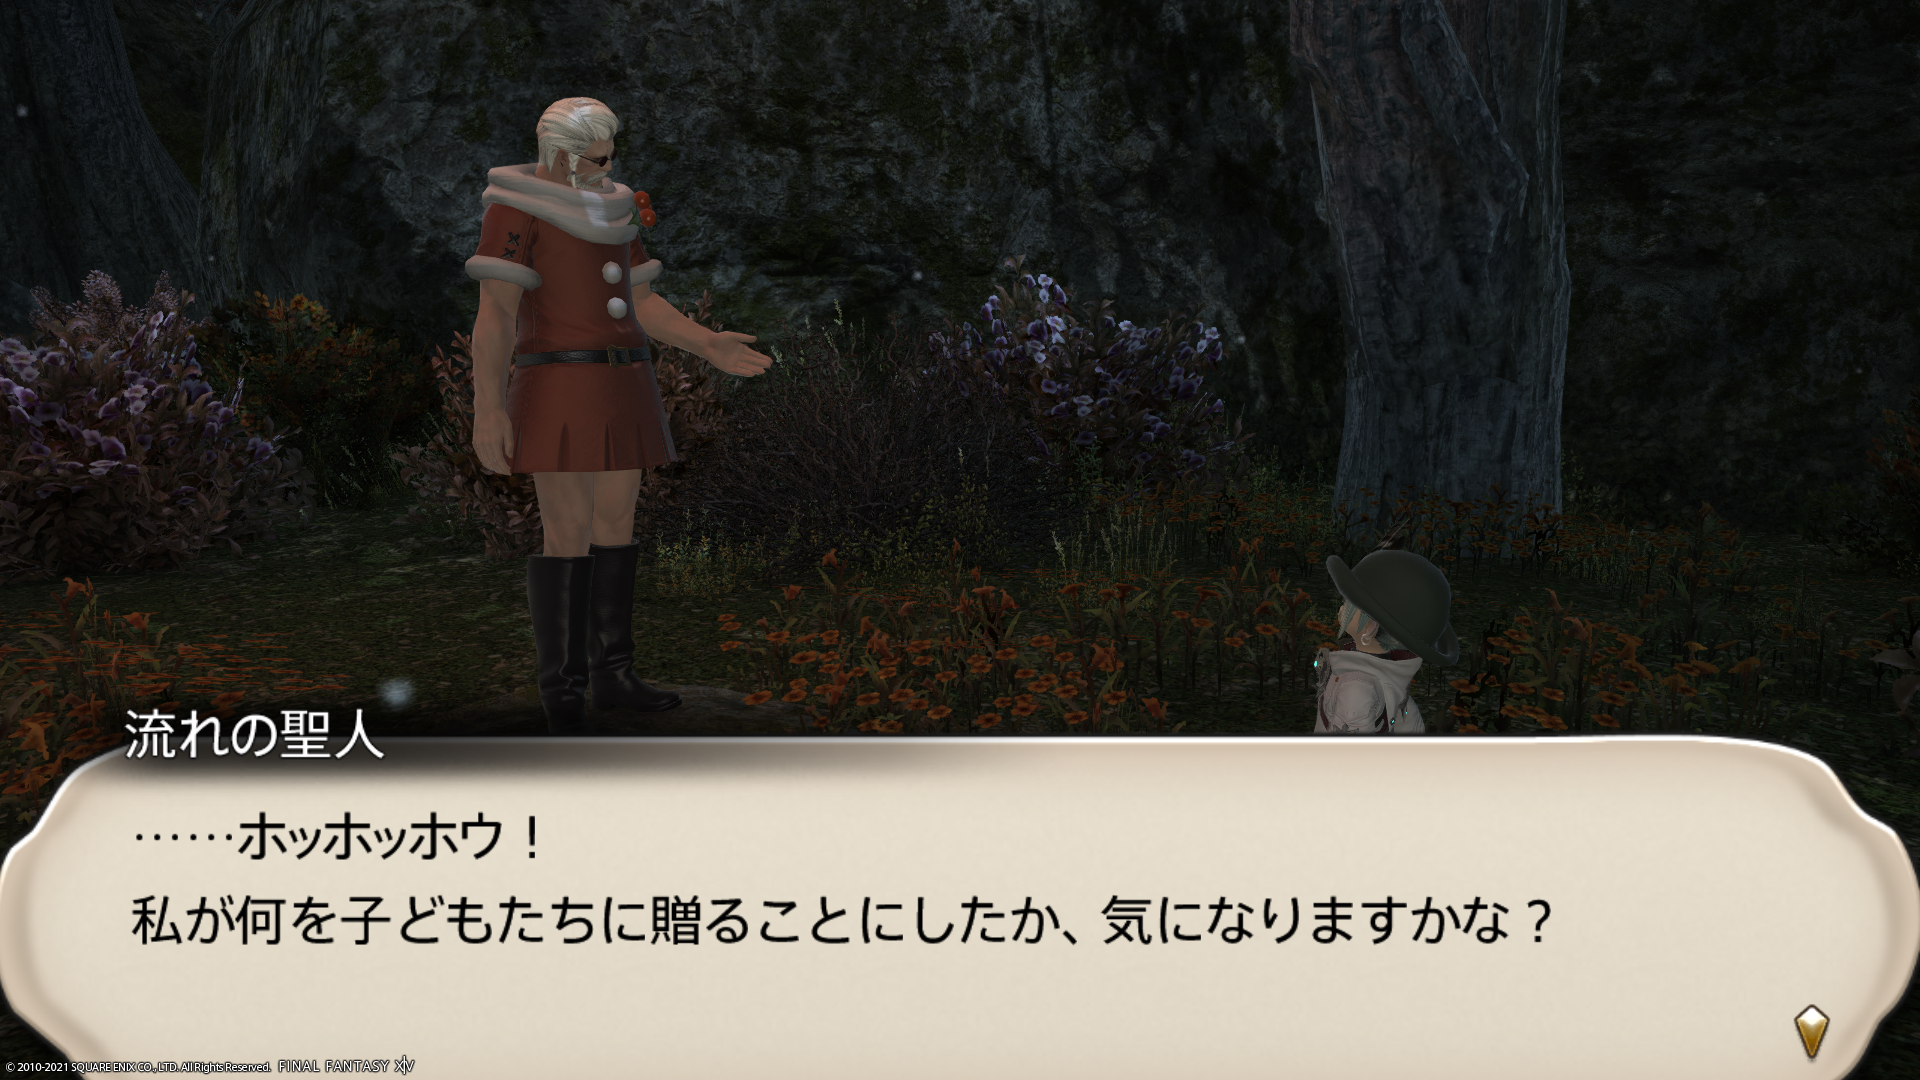 流れの聖人
……ホッホッホウ！
私が何を子どもたちに贈ることにしたか、気になりますかな？
© 2010-2021 SQUARE ENIX CO., LTD. All Rights Reserved. FINAL FANTASY XIV